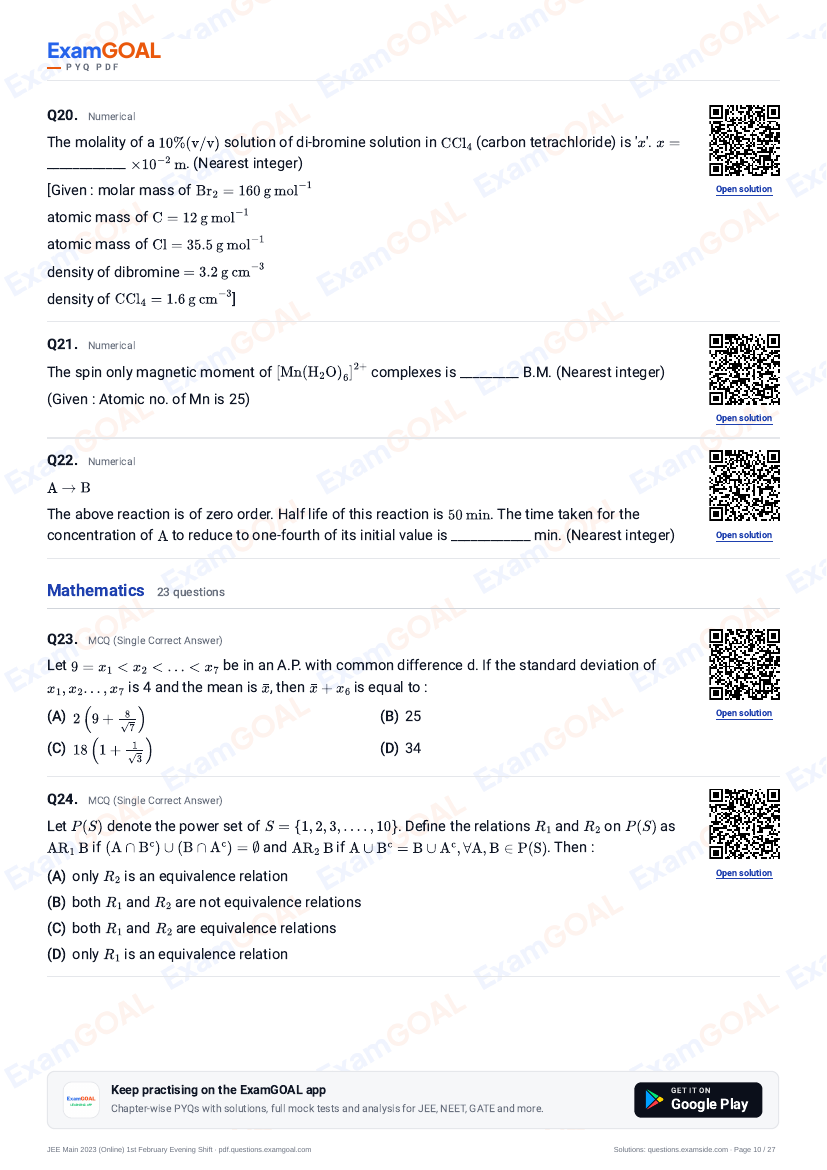 ExamGOAL
PYQ PDF
Q20. Numerical
The molality of a 10%(v/v) solution of di-bromine solution in CCl₄ (carbon tetrachloride) is 'x'. x =
____________ ×10⁻² m. (Nearest integer)
[Given : molar mass of Br₂ = 160 g mol⁻¹
atomic mass of C = 12 g mol⁻¹
atomic mass of Cl = 35.5 g mol⁻¹
density of dibromine = 3.2 g cm⁻³
density of CCl₄ = 1.6 g cm⁻³]
Open solution
Q21. Numerical
The spin only magnetic moment of [Mn(H₂O)₆]²⁺ complexes is _________ B.M. (Nearest integer)
(Given : Atomic no. of Mn is 25)
Open solution
Q22. Numerical
A → B
The above reaction is of zero order. Half life of this reaction is 50 min. The time taken for the
concentration of A to reduce to one-fourth of its initial value is ____________ min. (Nearest integer)
Open solution
Mathematics 23 questions
Q23. MCQ (Single Correct Answer)
Let 9 = x₁ < x₂ < … < x₇ be in an A.P. with common difference d. If the standard deviation of
x₁, x₂…, x₇ is 4 and the mean is x̄, then x̄ + x₆ is equal to :
(A) 2(9 + 8/√7) (B) 25
(C) 18(1 + 1/√3) (D) 34
Open solution
Q24. MCQ (Single Correct Answer)
Let P(S) denote the power set of S = {1, 2, 3, …., 10}. Define the relations R₁ and R₂ on P(S) as
AR₁ B if (A ∩ Bᶜ) ∪ (B ∩ Aᶜ) = ∅ and AR₂ B if A ∪ Bᶜ = B ∪ Aᶜ, ∀A, B ∈ P(S). Then :
(A) only R₂ is an equivalence relation
(B) both R₁ and R₂ are not equivalence relations
(C) both R₁ and R₂ are equivalence relations
(D) only R₁ is an equivalence relation
Open solution
ExamGOAL
Keep practising on the ExamGOAL app
Chapter-wise PYQs with solutions, full mock tests and analysis for JEE, NEET, GATE and more.
GET IT ON
Google Play
JEE Main 2023 (Online) 1st February Evening Shift · pdf.questions.examgoal.com
Solutions: questions.examside.com · Page 10 / 27